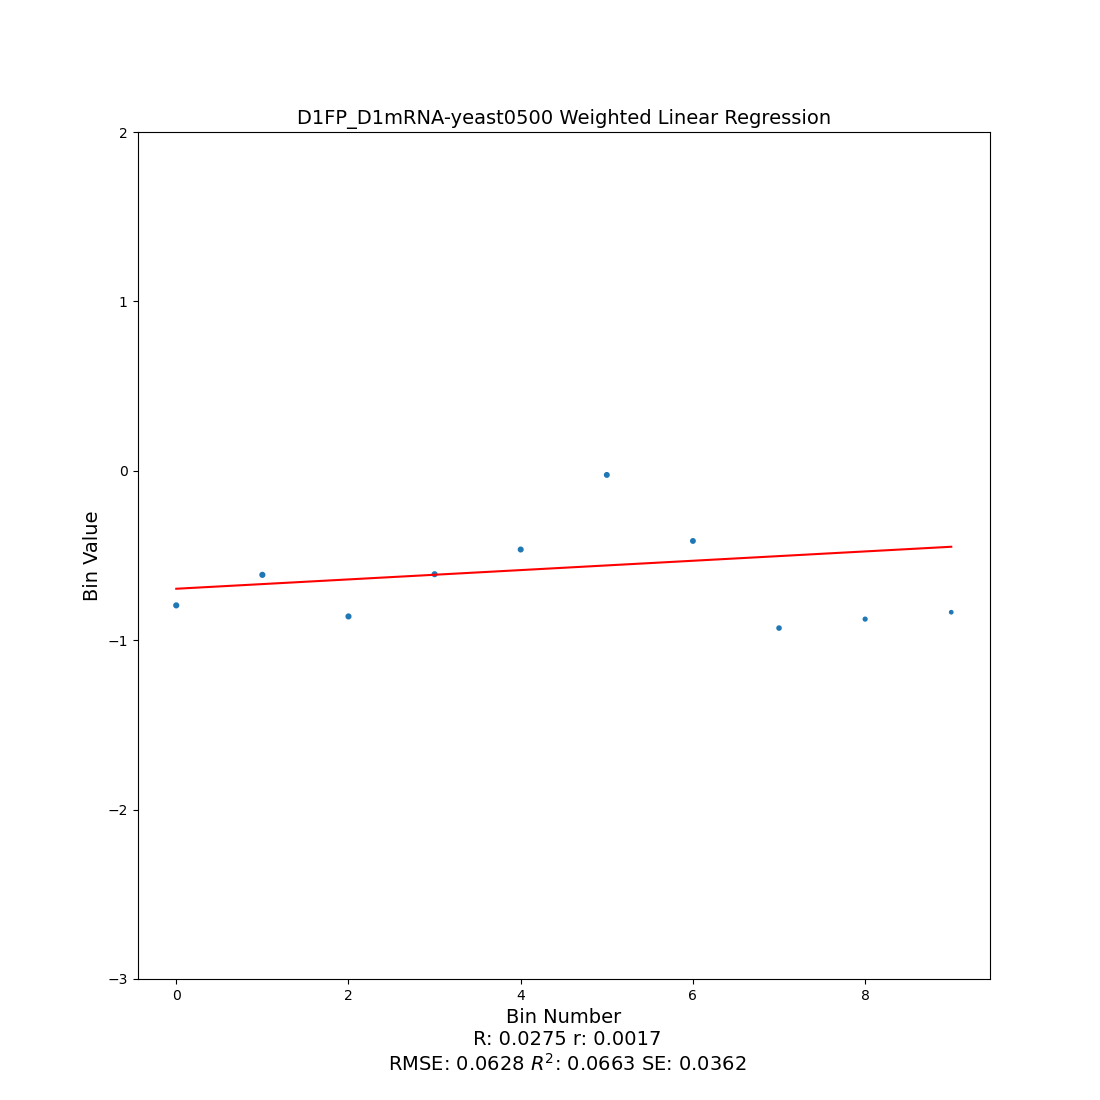 D1FP_D1mRNA-yeast0500 Weighted Linear Regression
2
1
0
−1
−2
−3
Bin Value
0 2 4 6 8
Bin Number
R: 0.0275 r: 0.0017
RMSE: 0.0628 R²: 0.0663 SE: 0.0362